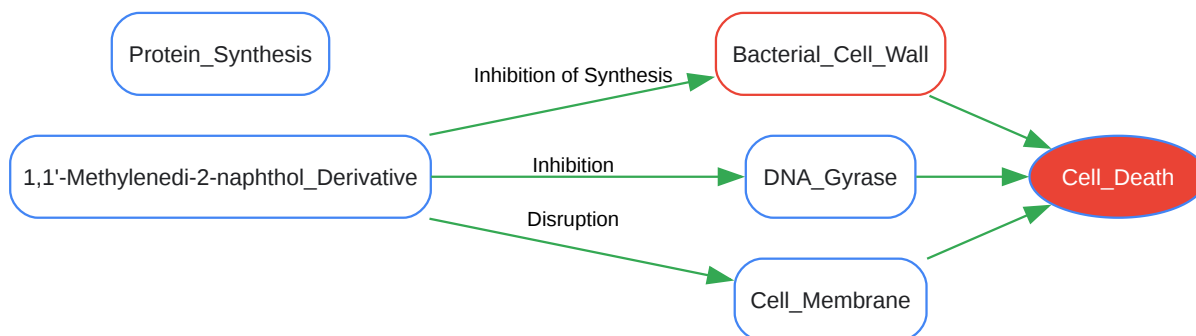 Protein_Synthesis
Bacterial_Cell_Wall
Inhibition of Synthesis
1,1'-Methylenedi-2-naphthol_Derivative
Inhibition
DNA_Gyrase
Cell_Death
Disruption
Cell_Membrane